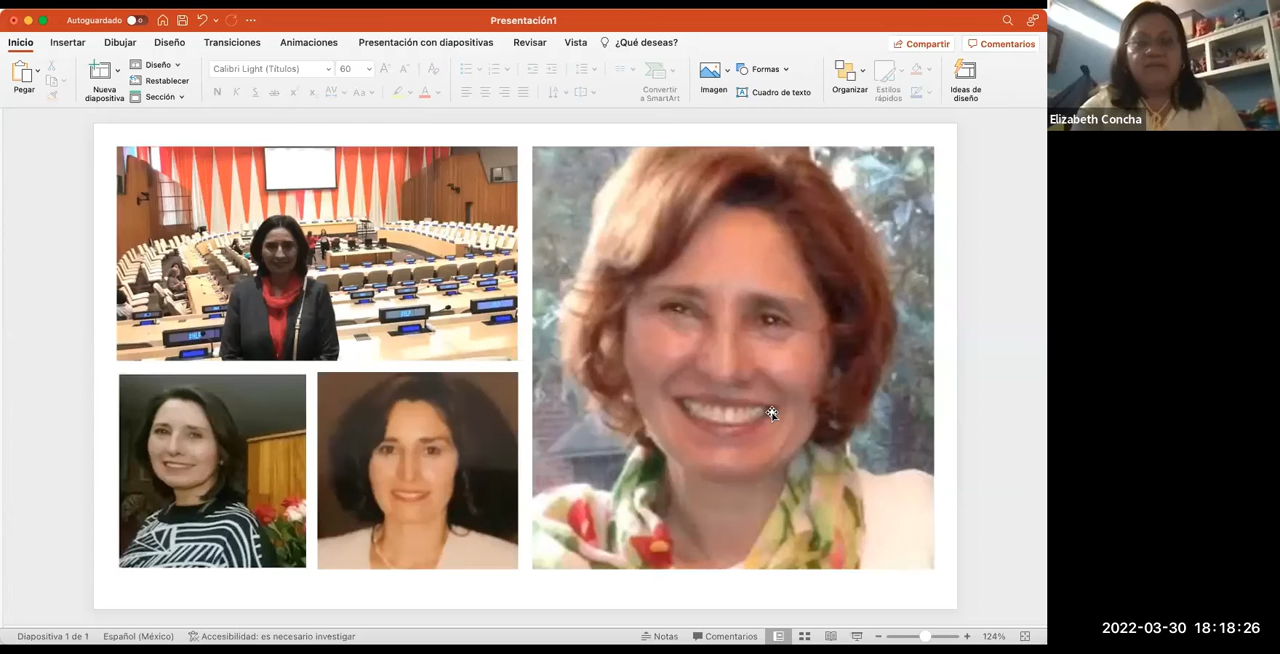 Autoguardado
Presentación1
Inicio Insertar Dibujar Diseño Transiciones Animaciones Presentación con diapositivas Revisar Vista ¿Qué deseas? Compartir Comentarios
Pegar
Nueva diapositiva
Diseño
Restablecer
Sección
Calibri Light (Títulos) 60
N K S ab x x AV Aa A
Convertir a SmartArt
Imagen
Formas
Cuadro de texto
Organizar
Estilos rápidos
Ideas de diseño
Elizabeth Concha
Diapositiva 1 de 1 Español (México) Accesibilidad: es necesario investigar Notas Comentarios 124%
2022-03-30 18:18:26